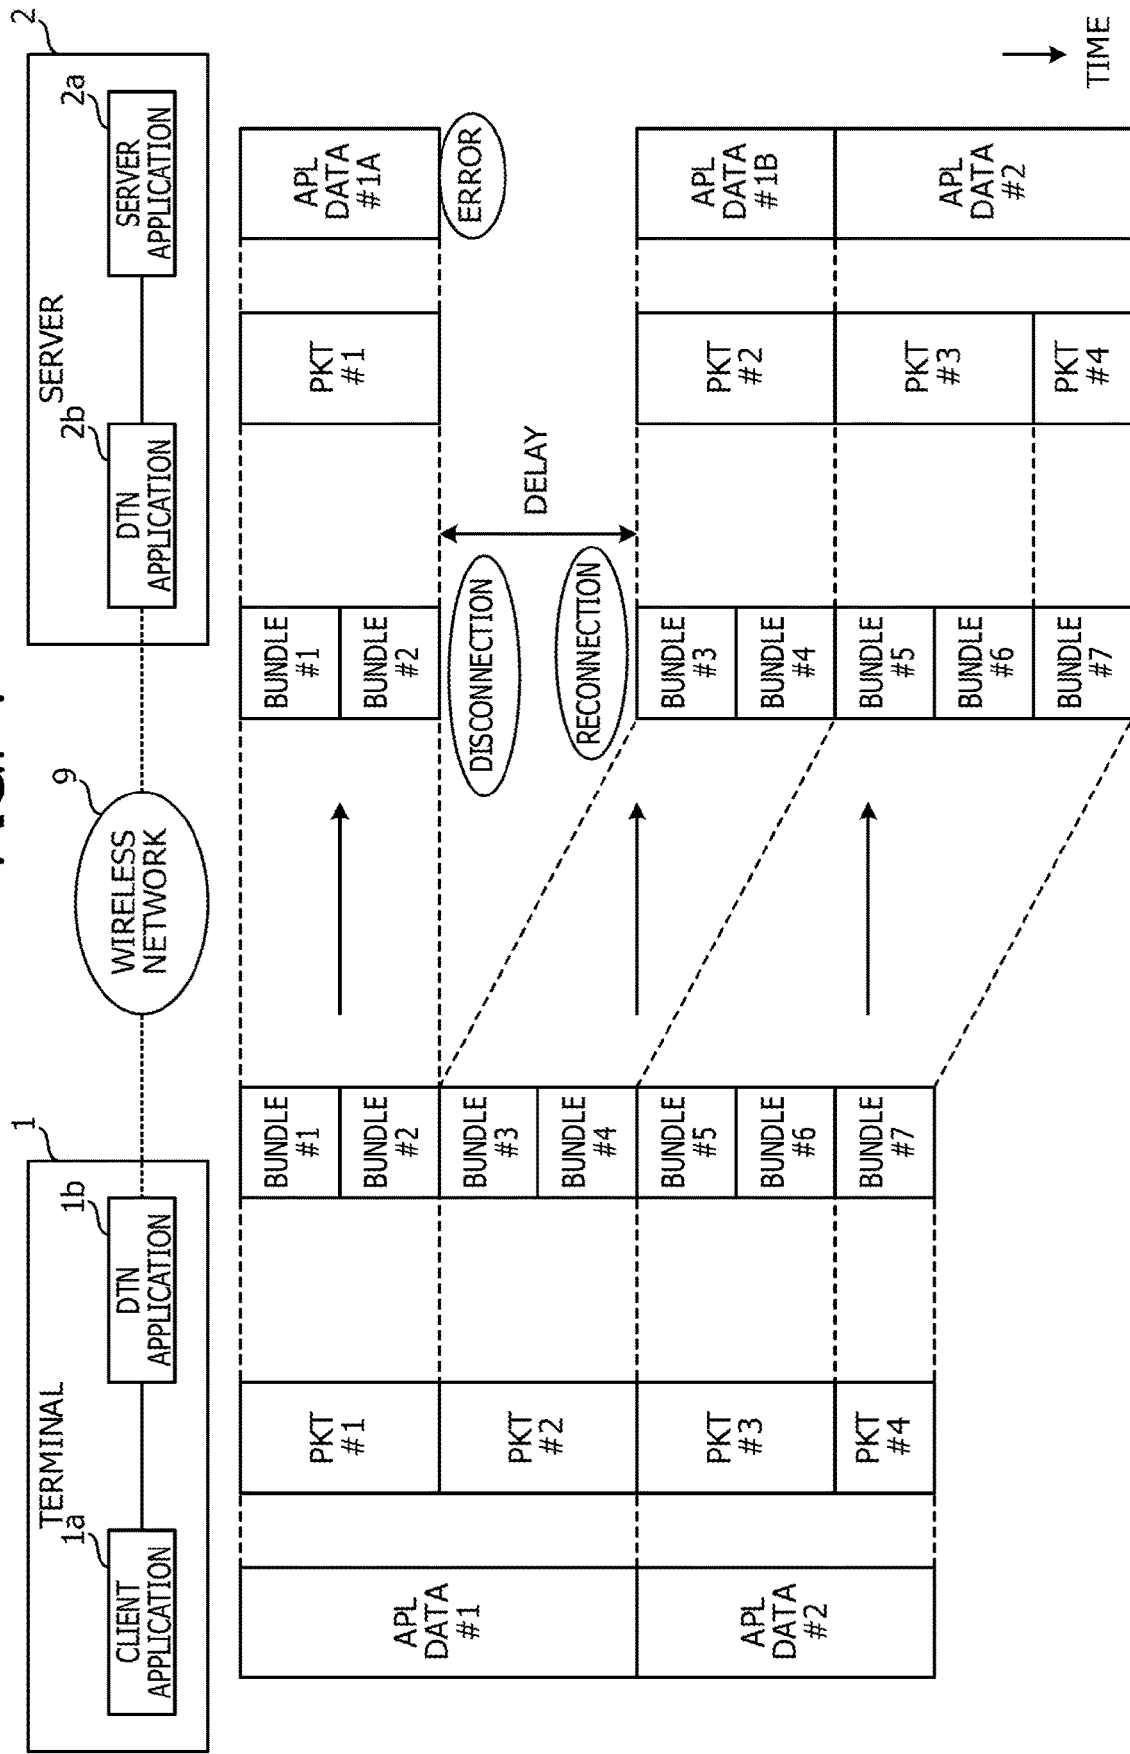 1
TERMINAL
1a
CLIENT
APPLICATION
1b
DTN
APPLICATION
9
WIRELESS
NETWORK
2
SERVER
2b
DTN
APPLICATION
2a
SERVER
APPLICATION
APL
DATA
#1
APL
DATA
#2
PKT
#1
PKT
#2
PKT
#3
PKT
#4
BUNDLE
#1
BUNDLE
#2
BUNDLE
#3
BUNDLE
#4
BUNDLE
#5
BUNDLE
#6
BUNDLE
#7
BUNDLE
#1
BUNDLE
#2
DISCONNECTION
RECONNECTION
BUNDLE
#3
BUNDLE
#4
BUNDLE
#5
BUNDLE
#6
BUNDLE
#7
DELAY
PKT
#1
PKT
#2
PKT
#3
PKT
#4
APL
DATA
#1A
ERROR
APL
DATA
#1B
APL
DATA
#2
TIME